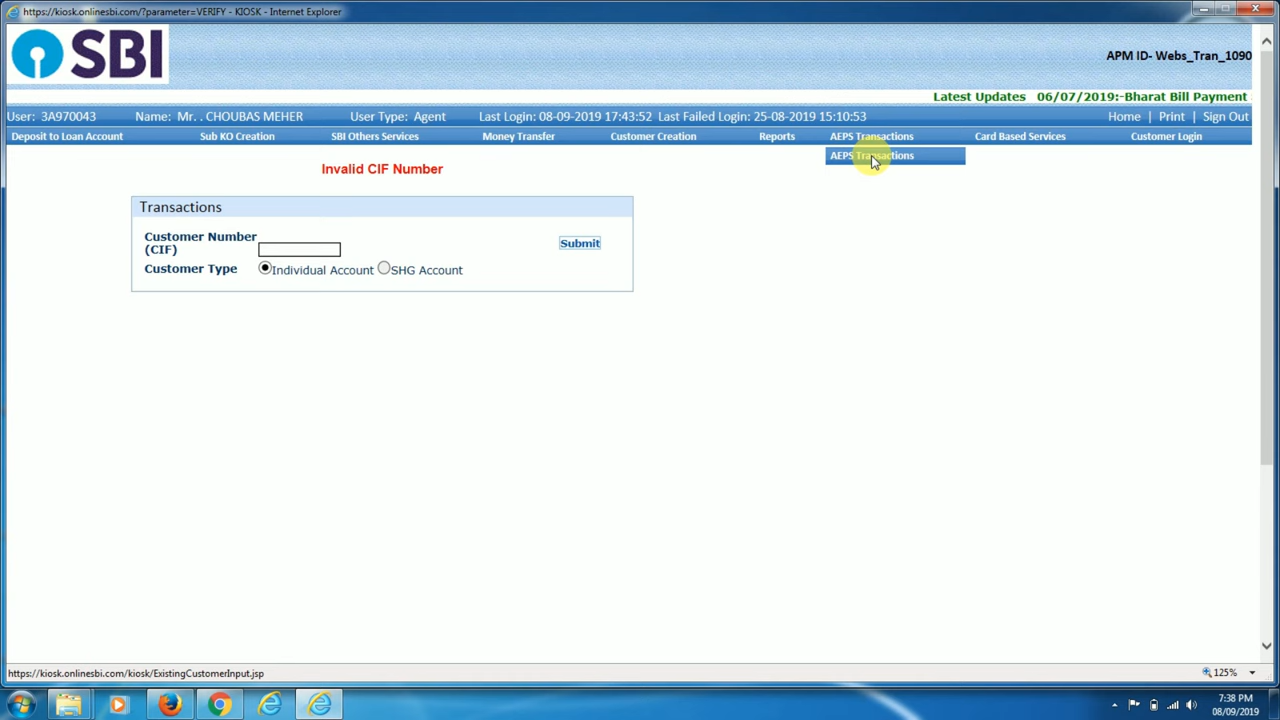 https://kiosk.onlinesbi.com/?parameter=VERIFY - KIOSK - Internet Explorer
SBI
APM ID- Webs_Tran_1090
Latest Updates 06/07/2019:-Bharat Bill Payment
User: 3A970043 Name: Mr. . CHOUBAS MEHER User Type: Agent Last Login: 08-09-2019 17:43:52 Last Failed Login: 25-08-2019 15:10:53 Home | Print | Sign Out
Deposit to Loan Account Sub KO Creation SBI Others Services Money Transfer Customer Creation Reports AEPS Transactions Card Based Services Customer Login
AEPS Transactions
Invalid CIF Number
Transactions
Customer Number
(CIF)
Submit
Customer Type Individual Account SHG Account
https://kiosk.onlinesbi.com/kiosk/ExistingCustomerInput.jsp
125%
7:38 PM
08/09/2019